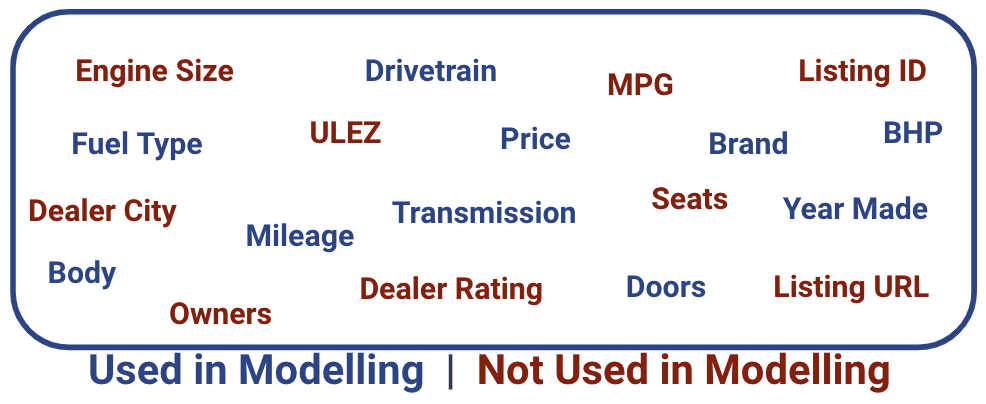 Engine Size
Drivetrain
MPG
Listing ID
Fuel Type
ULEZ
Price
Brand
BHP
Dealer City
Mileage
Transmission
Seats
Year Made
Body
Owners
Dealer Rating
Doors
Listing URL
Used in Modelling | Not Used in Modelling